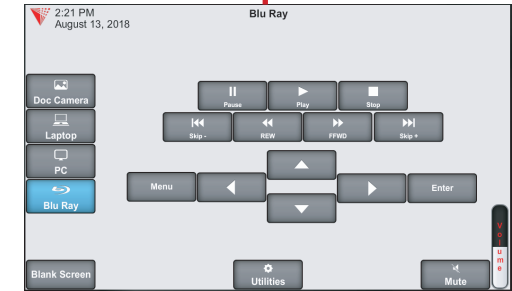 2:21 PM
August 13, 2018
Blu Ray
Doc Camera
Laptop
PC
Blu Ray
Pause
Play
Stop
Skip -
REW
FFWD
Skip +
Menu
Enter
Volume
Blank Screen
Utilities
Mute